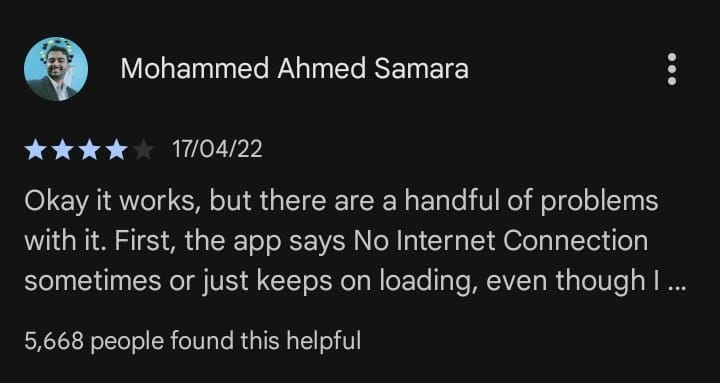 Mohammed Ahmed Samara
17/04/22
Okay it works, but there are a handful of problems
with it. First, the app says No Internet Connection
sometimes or just keeps on loading, even though I ...
5,668 people found this helpful